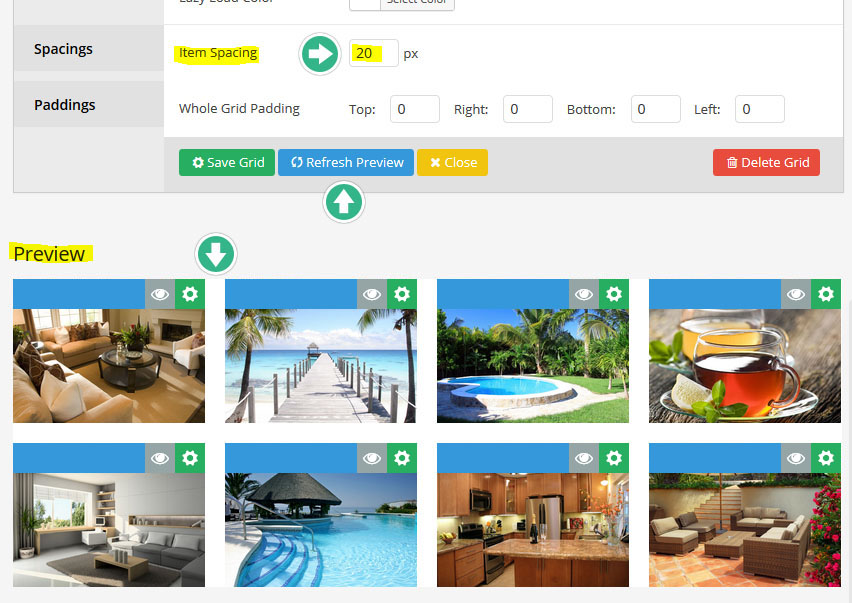 Lazy Load Color
Select Color
Spacings
Item Spacing 20 px
Paddings
Whole Grid Padding Top: 0 Right: 0 Bottom: 0 Left: 0
Save Grid Refresh Preview Close Delete Grid
Preview